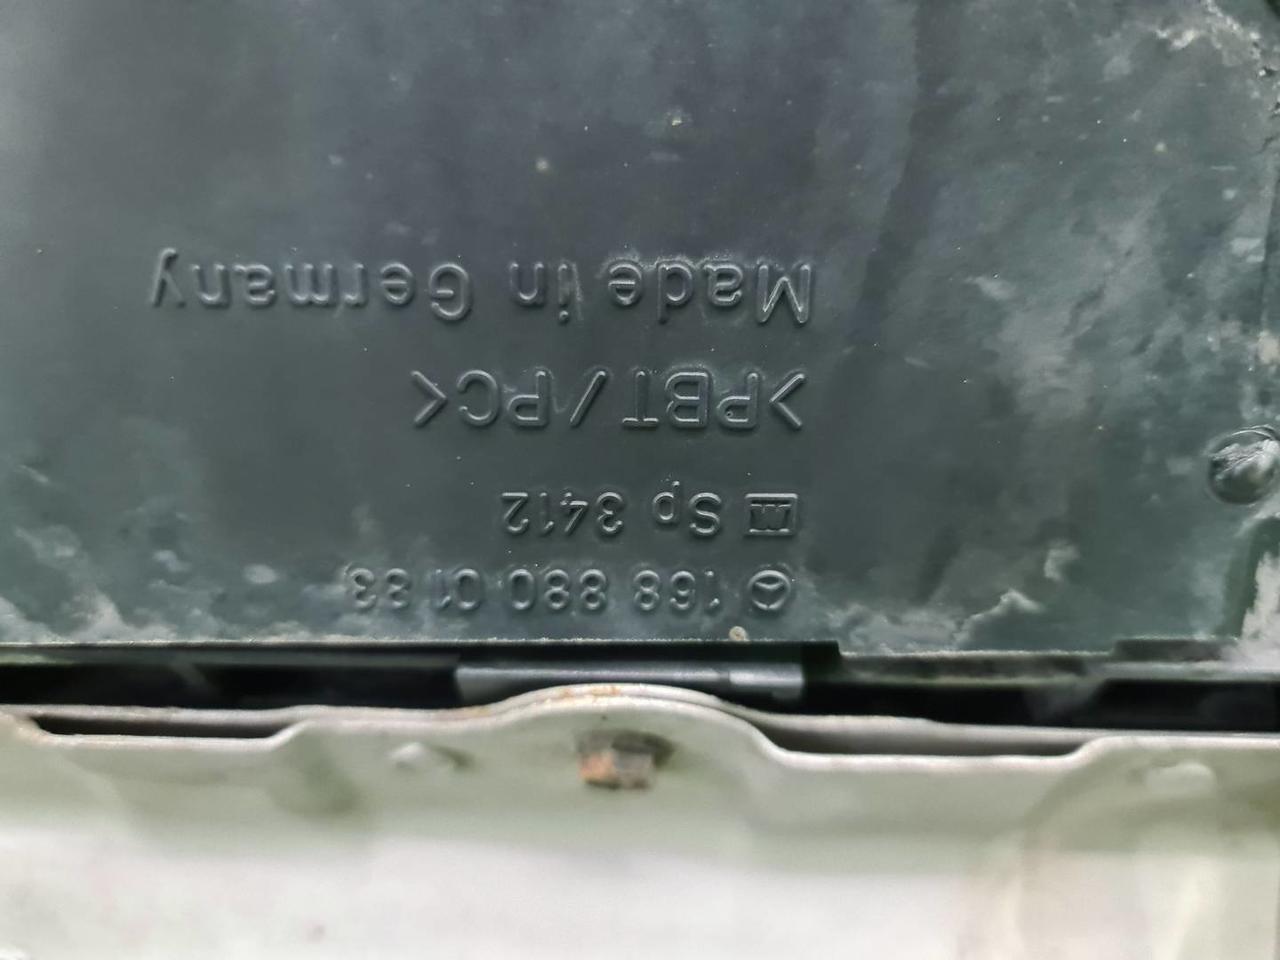 168 880 01 83
Sp 3412
>PBT/PC<
Made in Germany